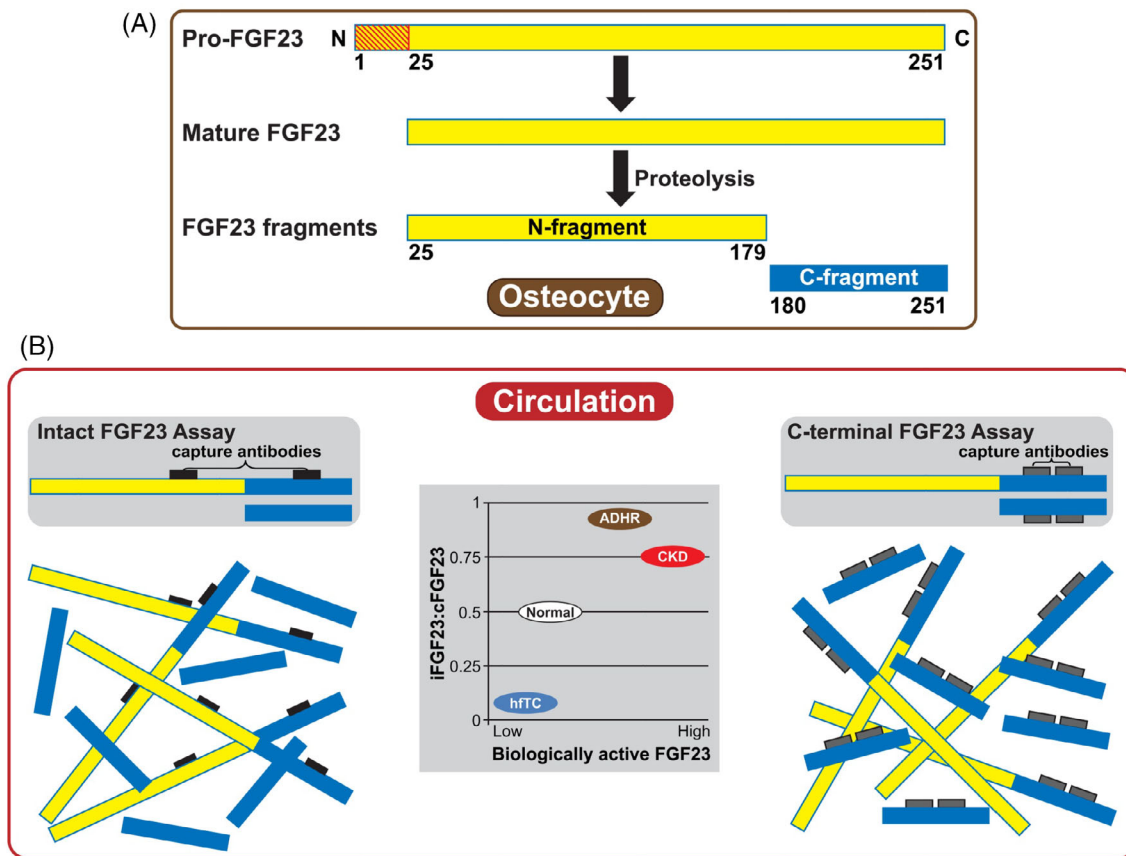 (A)
Pro-FGF23 N C
1 25 251
Mature FGF23
Proteolysis
FGF23 fragments N-fragment
25 179
C-fragment
Osteocyte
180 251
(B)
Circulation
Intact FGF23 Assay
capture antibodies
C-terminal FGF23 Assay
capture antibodies
iFGF23:cFGF23
1
ADHR
0.75 CKD
0.5 Normal
0.25
hfTC
0
Low High
Biologically active FGF23